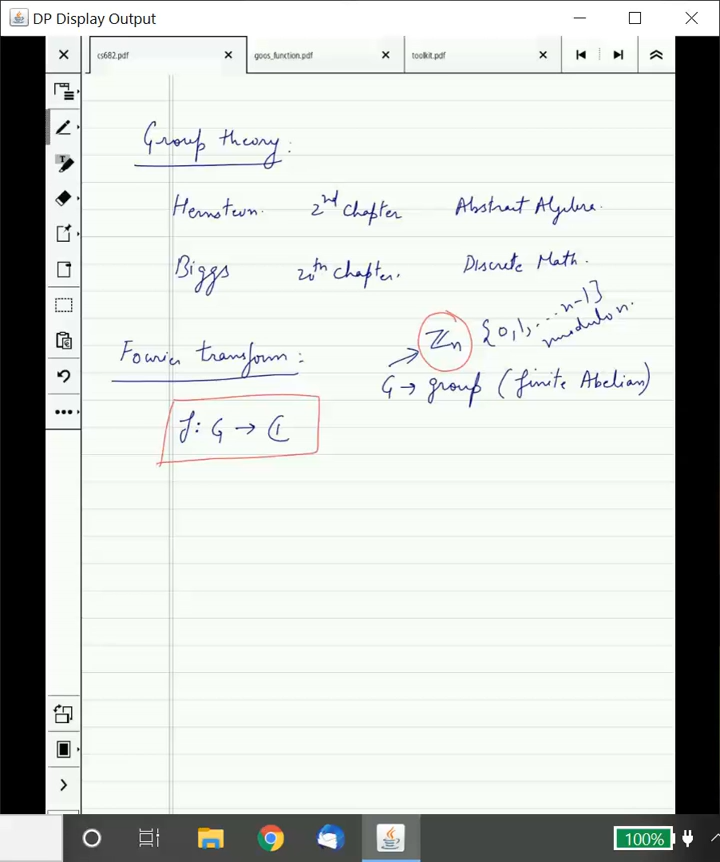 DP Display Output
cs682.pdf goos_function.pdf toolkit.pdf
Group theory:
Hernstein. 2nd Chapter Abstract Algebra.
Biggs 20th Chapter. Discrete Math.
ℤn {0,1,...n-1} modulo n.
Fourier transform:
G → group (finite Abelian)
f: G → ℂ
100%